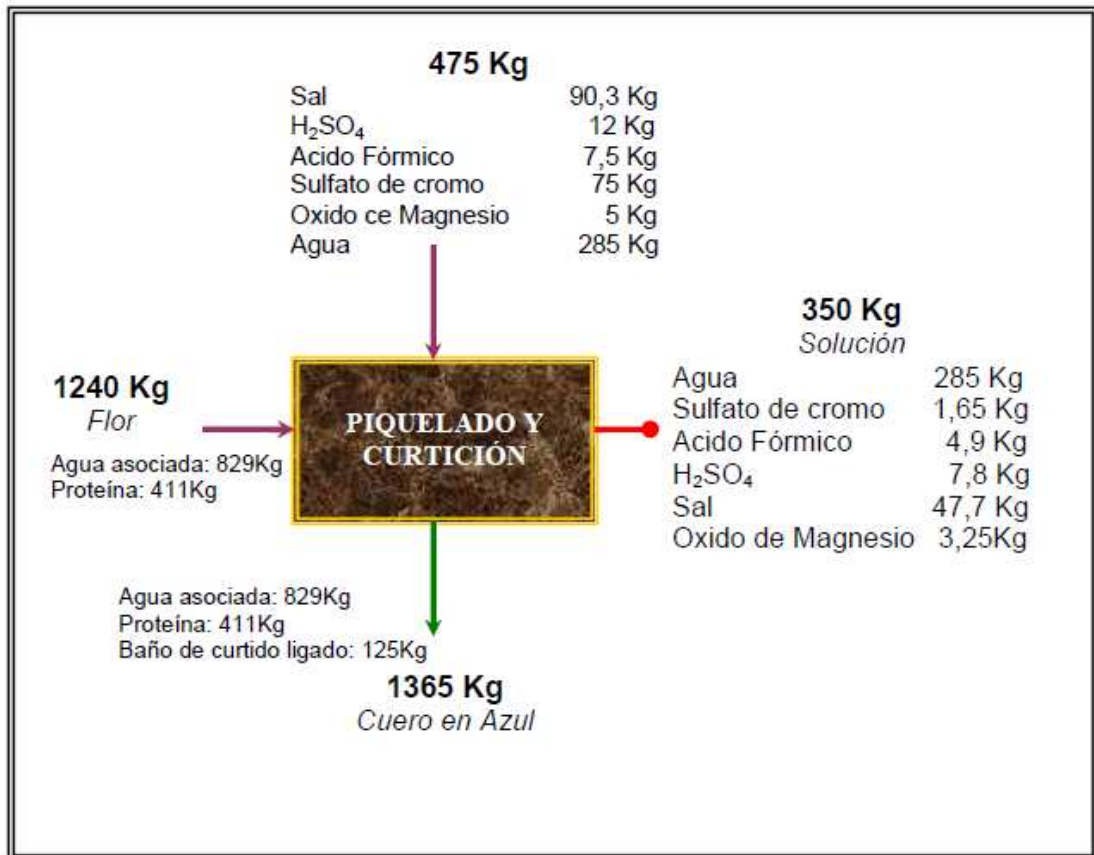 475 Kg
Sal 90,3 Kg
H₂SO₄ 12 Kg
Acido Fórmico 7,5 Kg
Sulfato de cromo 75 Kg
Oxido ce Magnesio 5 Kg
Agua 285 Kg
350 Kg
Solución
Agua 285 Kg
Sulfato de cromo 1,65 Kg
Acido Fórmico 4,9 Kg
H₂SO₄ 7,8 Kg
Sal 47,7 Kg
Oxido de Magnesio 3,25Kg
1240 Kg
Flor
Agua asociada: 829Kg
Proteína: 411Kg
PIQUELADO Y
CURTICIÓN
Agua asociada: 829Kg
Proteína: 411Kg
Baño de curtido ligado: 125Kg
1365 Kg
Cuero en Azul